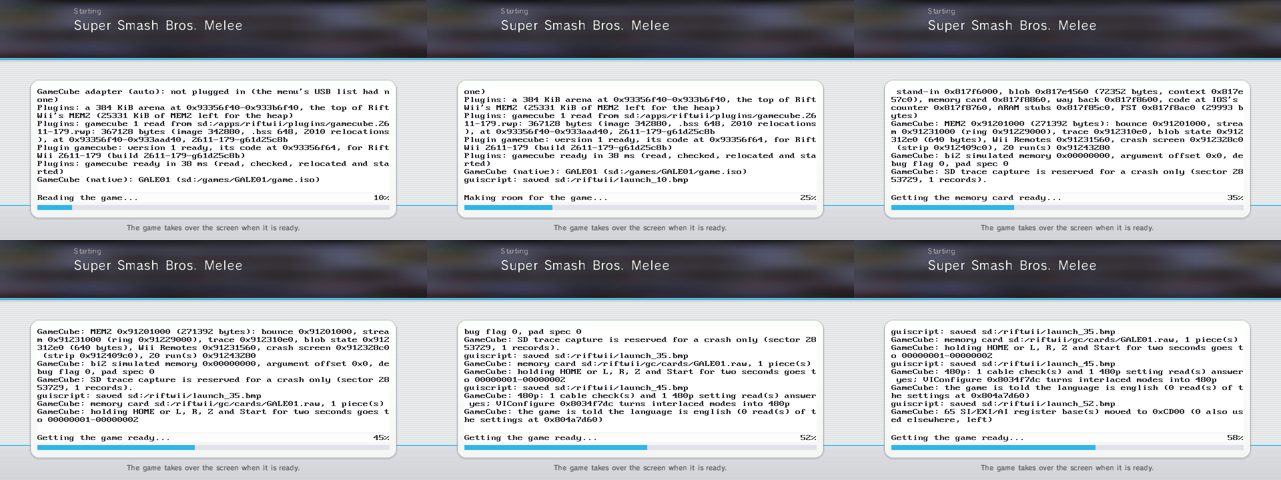 Starting
Super Smash Bros. Melee
GameCube adapter (auto): not plugged in (the menu's USB list had n
one)
Plugins: a 384 KiB arena at 0x93356f40-0x933b6f40, the top of Rift
Wii's MEM2 (25331 KiB of MEM2 left for the heap)
Plugins: gamecube 1 read from sd:/apps/riftwii/plugins/gamecube.26
11-179.rwp: 367128 bytes (image 342880, .bss 648, 2010 relocations
), at 0x93356f40-0x933aad40, 2611-179-g61d25c8b
Plugin gamecube: version 1 ready, its code at 0x93356f64, for Rift
Wii 2611-179 (build 2611-179-g61d25c8b)
Plugins: gamecube ready in 38 ms (read, checked, relocated and sta
rted)
GameCube (native): GALE01 (sd:/games/GALE01/game.iso)
Reading the game... 10%
The game takes over the screen when it is ready.
Starting
Super Smash Bros. Melee
one)
Plugins: a 384 KiB arena at 0x93356f40-0x933b6f40, the top of Rift
Wii's MEM2 (25331 KiB of MEM2 left for the heap)
Plugins: gamecube 1 read from sd:/apps/riftwii/plugins/gamecube.26
11-179.rwp: 367128 bytes (image 342880, .bss 648, 2010 relocations
), at 0x93356f40-0x933aad40, 2611-179-g61d25c8b
Plugin gamecube: version 1 ready, its code at 0x93356f64, for Rift
Wii 2611-179 (build 2611-179-g61d25c8b)
Plugins: gamecube ready in 38 ms (read, checked, relocated and sta
rted)
GameCube (native): GALE01 (sd:/games/GALE01/game.iso)
guiscript: saved sd:/riftwii/launch_10.bmp
Making room for the game... 25%
The game takes over the screen when it is ready.
Starting
Super Smash Bros. Melee
stand-in 0x817f6000, blob 0x817e4560 (72352 bytes, context 0x817e
57c0), memory card 0x817f8860, way back 0x817f8600, code at IOS's
counter 0x817f8760, ARAM stubs 0x817f85c0, FST 0x817f8ac0 (29993 b
ytes)
GameCube: MEM2 0x91201000 (271392 bytes): bounce 0x91201000, strea
m 0x91231000 (ring 0x91229000), trace 0x912310e0, blob state 0x912
312e0 (640 bytes), Wii Remotes 0x91231560, crash screen 0x912328c0
(strip 0x912409c0), 20 run(s) 0x91243280
GameCube: bi2 simulated memory 0x00000000, argument offset 0x0, de
bug flag 0, pad spec 0
GameCube: SD trace capture is reserved for a crash only (sector 28
53729, 1 records).
Getting the memory card ready... 35%
The game takes over the screen when it is ready.
Starting
Super Smash Bros. Melee
GameCube: MEM2 0x91201000 (271392 bytes): bounce 0x91201000, strea
m 0x91231000 (ring 0x91229000), trace 0x912310e0, blob state 0x912
312e0 (640 bytes), Wii Remotes 0x91231560, crash screen 0x912328c0
(strip 0x912409c0), 20 run(s) 0x91243280
GameCube: bi2 simulated memory 0x00000000, argument offset 0x0, de
bug flag 0, pad spec 0
GameCube: SD trace capture is reserved for a crash only (sector 28
53729, 1 records).
guiscript: saved sd:/riftwii/launch_35.bmp
GameCube: memory card sd:/riftwii/gc/cards/GALE01.raw, 1 piece(s)
GameCube: holding HOME or L, R, Z and Start for two seconds goes t
o 00000001-00000002
Getting the game ready... 45%
The game takes over the screen when it is ready.
Starting
Super Smash Bros. Melee
bug flag 0, pad spec 0
GameCube: SD trace capture is reserved for a crash only (sector 28
53729, 1 records).
guiscript: saved sd:/riftwii/launch_35.bmp
GameCube: memory card sd:/riftwii/gc/cards/GALE01.raw, 1 piece(s)
GameCube: holding HOME or L, R, Z and Start for two seconds goes t
o 00000001-00000002
guiscript: saved sd:/riftwii/launch_45.bmp
GameCube: 480p: 1 cable check(s) and 1 480p setting read(s) answer
yes; VIConfigure 0x8034f7dc turns interlaced modes into 480p
GameCube: the game is told the language is english (0 read(s) of t
he settings at 0x804a7d60)
Getting the game ready... 52%
The game takes over the screen when it is ready.
Starting
Super Smash Bros. Melee
guiscript: saved sd:/riftwii/launch_35.bmp
GameCube: memory card sd:/riftwii/gc/cards/GALE01.raw, 1 piece(s)
GameCube: holding HOME or L, R, Z and Start for two seconds goes t
o 00000001-00000002
guiscript: saved sd:/riftwii/launch_45.bmp
GameCube: 480p: 1 cable check(s) and 1 480p setting read(s) answer
yes; VIConfigure 0x8034f7dc turns interlaced modes into 480p
GameCube: the game is told the language is english (0 read(s) of t
he settings at 0x804a7d60)
guiscript: saved sd:/riftwii/launch_52.bmp
GameCube: 65 SI/EXI/AI register base(s) moved to 0xCD00 (0 also us
ed elsewhere, left)
Getting the game ready... 58%
The game takes over the screen when it is ready.